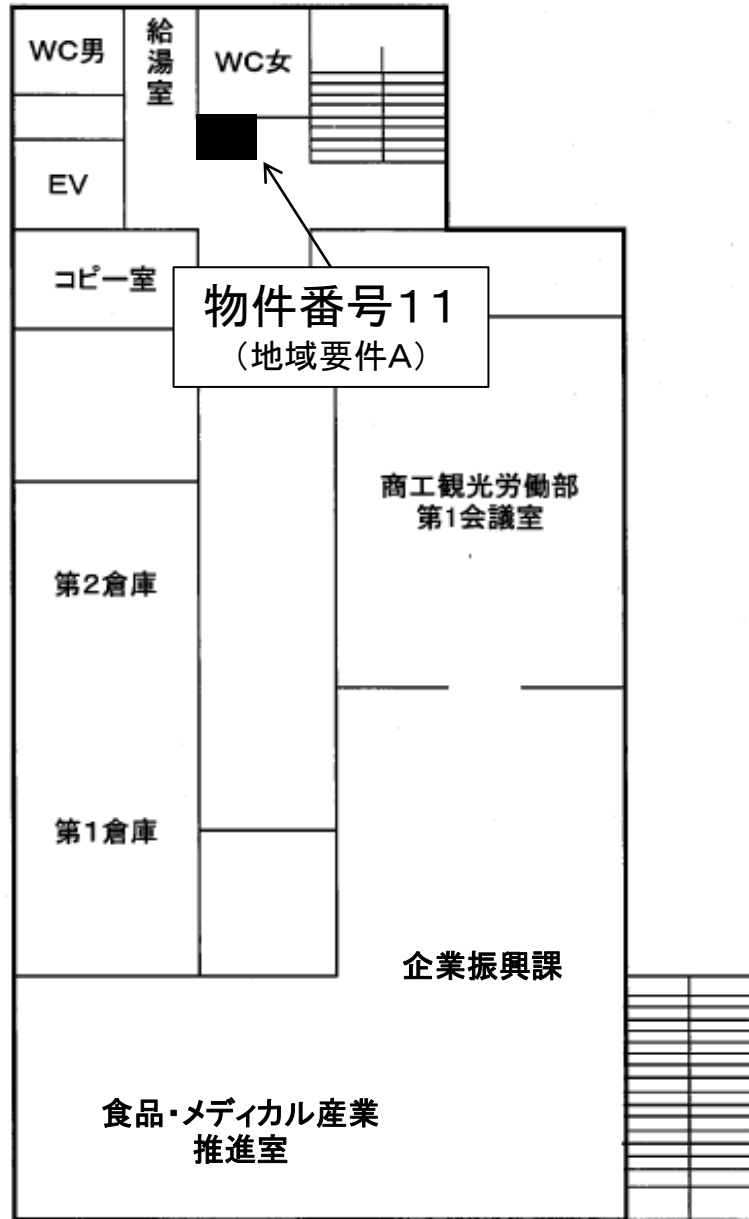 WC男
給湯室
WC女
EV
コピー室
物件番号11
（地域要件A）
商工観光労働部
第1会議室
第2倉庫
第1倉庫
企業振興課
食品・メディカル産業
推進室